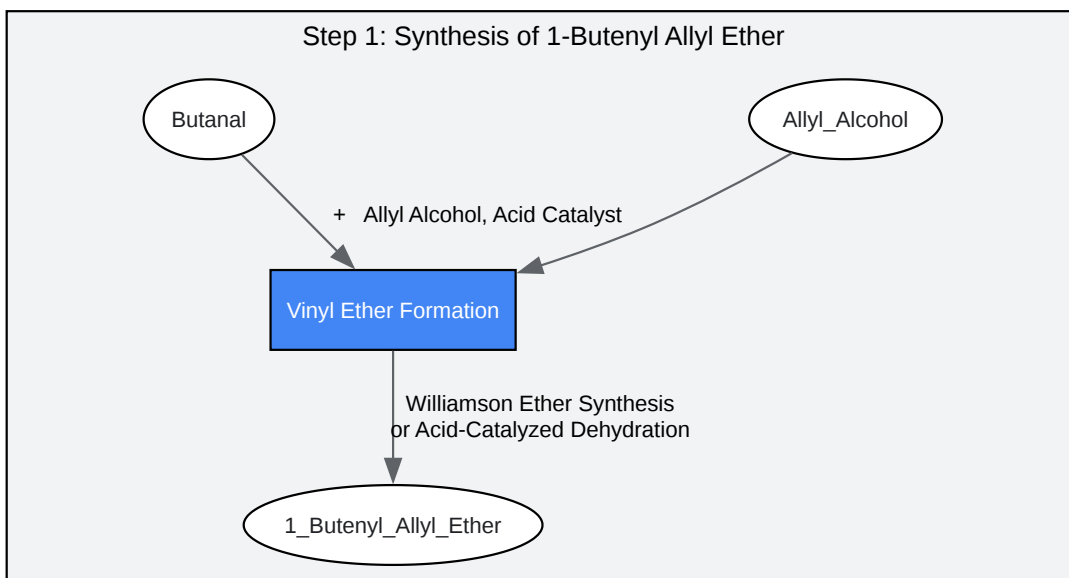 Step 1: Synthesis of 1-Butenyl Allyl Ether
Butanal
Allyl_Alcohol
+ Allyl Alcohol, Acid Catalyst
Vinyl Ether Formation
Williamson Ether Synthesis
or Acid-Catalyzed Dehydration
1_Butenyl_Allyl_Ether